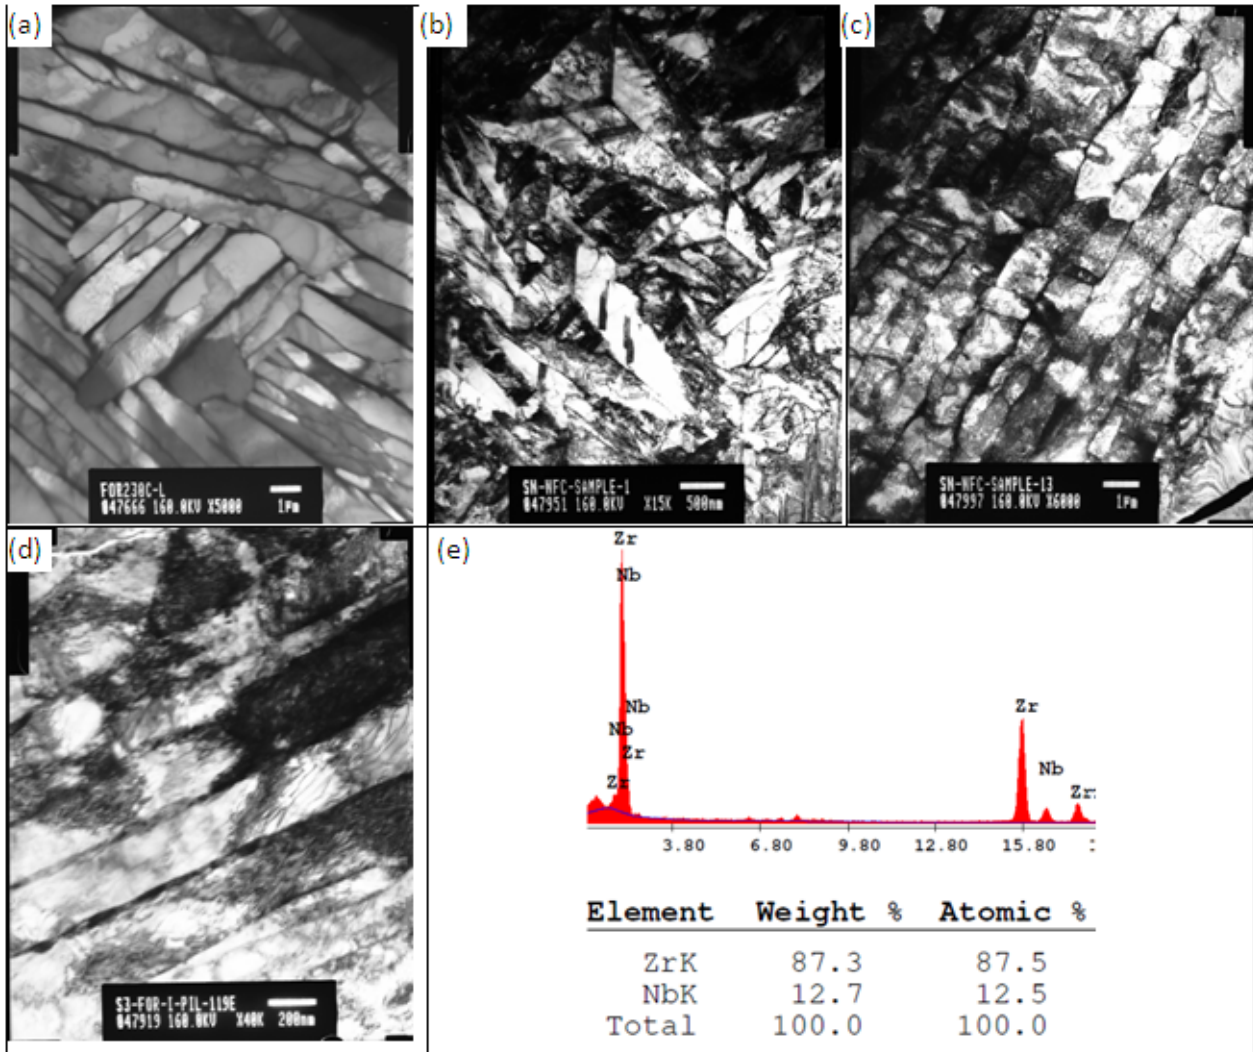 (a)
FOR230C-L
047666 160.0KV X5000 1µm
(b)
SN-NFC-SAMPLE-1
047951 160.0KV X15K 500nm
(c)
SN-NFC-SAMPLE-13
047997 160.0KV X6000 1µm
(d)
S3-FOR-I-PIL-119E
047919 160.0KV X40K 200nm
(e)
Zr
Nb
Nb
Nb
Zr
Zr
Zr
Nb
Zr
3.80 6.80 9.80 12.80 15.80
Element Weight % Atomic %
ZrK 87.3 87.5
NbK 12.7 12.5
Total 100.0 100.0